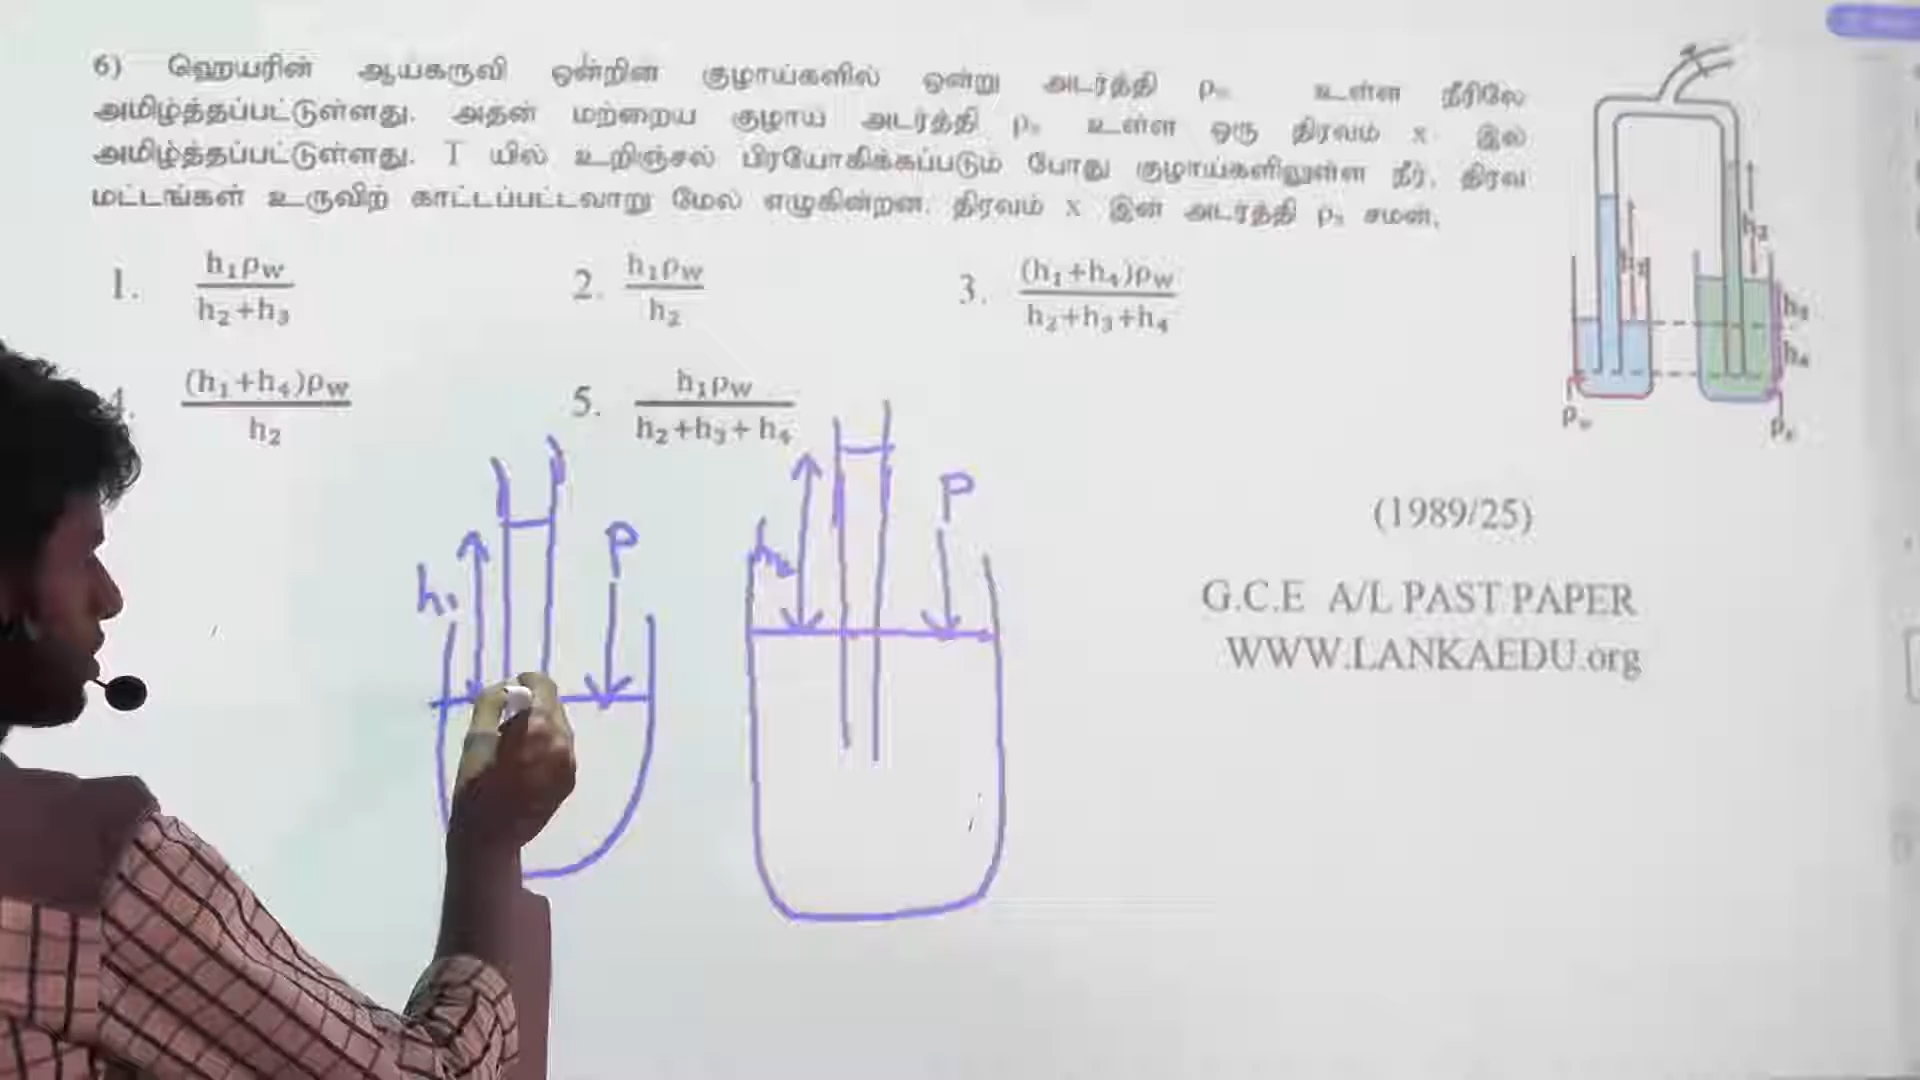 6) ஹெயரின் ஆய்கருவி ஒன்றின் குழாய்களில் ஒன்று அடர்த்தி ρw உள்ள நீரிலே
அமிழ்த்தப்பட்டுள்ளது. அதன் மற்றைய குழாய் அடர்த்தி ρx உள்ள ஒரு திரவம் x இல்
அமிழ்த்தப்பட்டுள்ளது. T யில் உறிஞ்சல் பிரயோகிக்கப்படும் போது குழாய்களிலுள்ள நீர், திரவ
மட்டங்கள் உருவிற் காட்டப்பட்டவாறு மேல் எழுகின்றன. திரவம் x இன் அடர்த்தி ρx சமன்,
1. h₁ρw / h₂+h₃ 2. h₁ρw / h₂ 3. (h₁+h₄)ρw / h₂+h₃+h₄
4. (h₁+h₄)ρw / h₂ 5. h₁ρw / h₂+h₃+h₄
h₂
h₃
h₄
ρw ρx
h₁ P h₂ P
(1989/25)
G.C.E A/L PAST PAPER
WWW.LANKAEDU.org